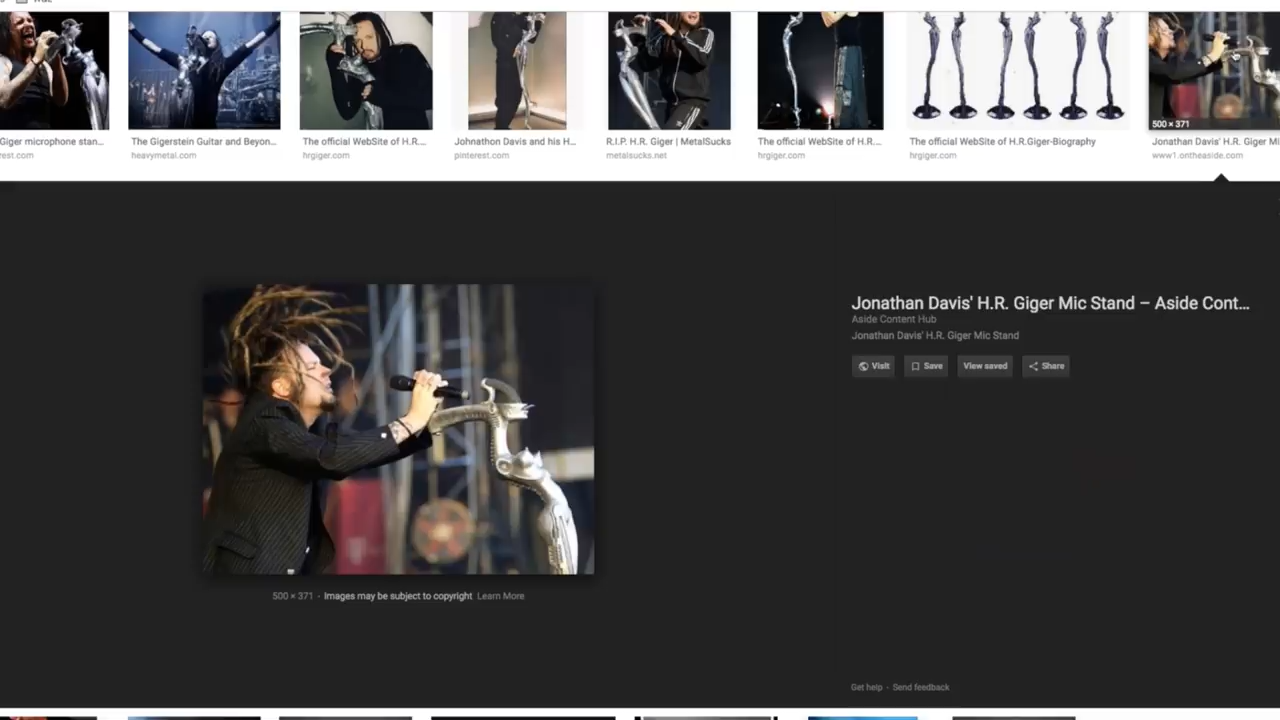 Giger microphone stan...
rest.com
The Gigerstein Guitar and Beyon...
heavymetal.com
The official WebSite of H.R....
hrgiger.com
Johnathon Davis and his H...
pinterest.com
R.I.P. H.R. Giger | MetalSucks
metalsucks.net
The official WebSite of H.R....
hrgiger.com
The official WebSite of H.R.Giger-Biography
hrgiger.com
500 × 371
Jonathan Davis' H.R. Giger Mi
www1.ontheaside.com
Jonathan Davis' H.R. Giger Mic Stand – Aside Cont...
Aside Content Hub
Jonathan Davis' H.R. Giger Mic Stand
Visit Save View saved Share
500 × 371 · Images may be subject to copyright Learn More
Get help · Send feedback